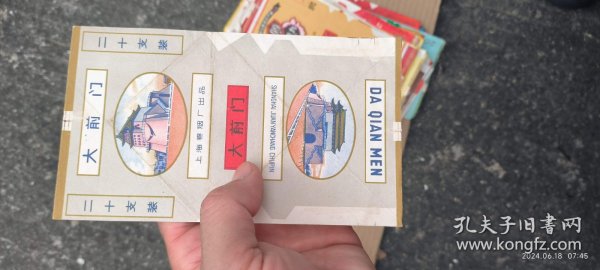 二十支装
大前门
二十支装
上海卷烟厂出品
大前门
SHANGHAI JUANYANCHANG CHUPIN
DA QIAN MEN
孔夫子旧书网
www.kongfz.com
2024.06.18 07:45